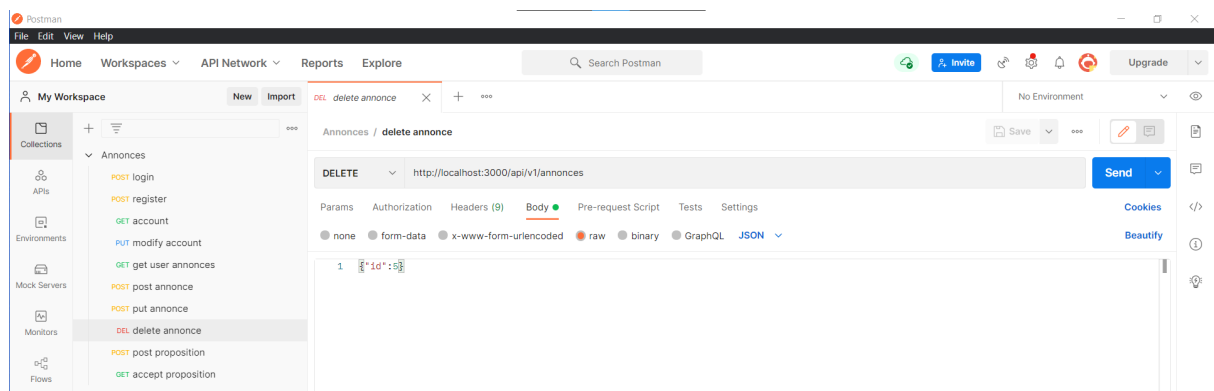 Postman
File Edit View Help
Home Workspaces API Network Reports Explore Search Postman Invite Upgrade
My Workspace New Import DEL delete annonce No Environment
Collections
APIs
Environments
Mock Servers
Monitors
Flows
Annonces
POST login
POST register
GET account
PUT modify account
GET get user annonces
POST post annonce
POST put annonce
DEL delete annonce
POST post proposition
GET accept proposition
Annonces / delete annonce Save
DELETE http://localhost:3000/api/v1/annonces Send
Params Authorization Headers (9) Body Pre-request Script Tests Settings Cookies
none form-data x-www-form-urlencoded raw binary GraphQL JSON Beautify
1 {"id":5}